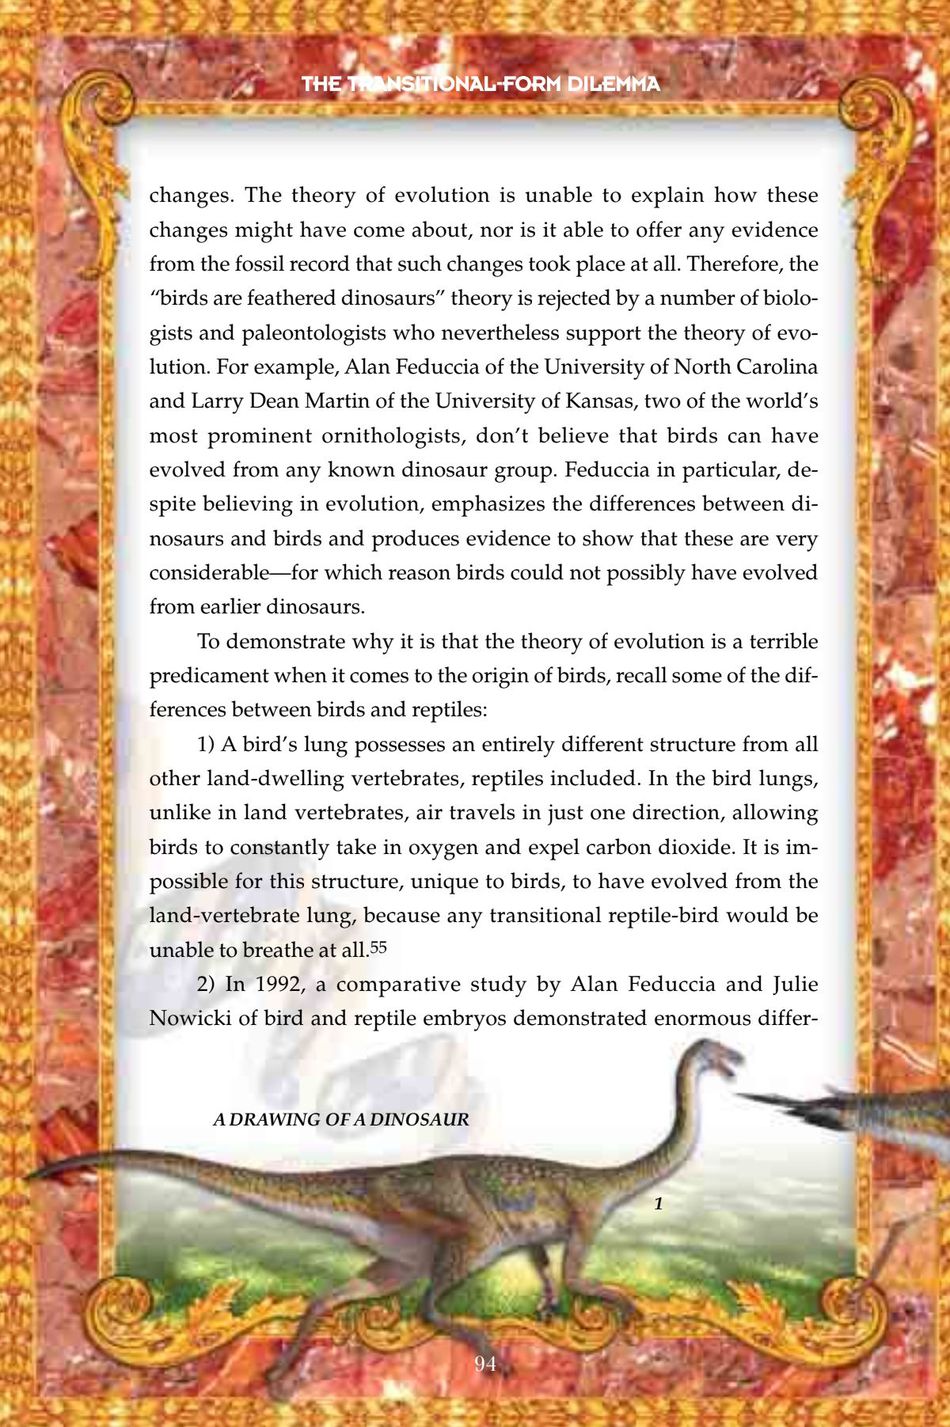 THE TRANSITIONAL-FORM DILEMMA
changes. The theory of evolution is unable to explain how these
changes might have come about, nor is it able to offer any evidence
from the fossil record that such changes took place at all. Therefore, the
“birds are feathered dinosaurs” theory is rejected by a number of biolo-
gists and paleontologists who nevertheless support the theory of evo-
lution. For example, Alan Feduccia of the University of North Carolina
and Larry Dean Martin of the University of Kansas, two of the world’s
most prominent ornithologists, don’t believe that birds can have
evolved from any known dinosaur group. Feduccia in particular, de-
spite believing in evolution, emphasizes the differences between di-
nosaurs and birds and produces evidence to show that these are very
considerable—for which reason birds could not possibly have evolved
from earlier dinosaurs.
To demonstrate why it is that the theory of evolution is a terrible
predicament when it comes to the origin of birds, recall some of the dif-
ferences between birds and reptiles:
1) A bird’s lung possesses an entirely different structure from all
other land-dwelling vertebrates, reptiles included. In the bird lungs,
unlike in land vertebrates, air travels in just one direction, allowing
birds to constantly take in oxygen and expel carbon dioxide. It is im-
possible for this structure, unique to birds, to have evolved from the
land-vertebrate lung, because any transitional reptile-bird would be
unable to breathe at all.55
2) In 1992, a comparative study by Alan Feduccia and Julie
Nowicki of bird and reptile embryos demonstrated enormous differ-
A DRAWING OF A DINOSAUR
1
94